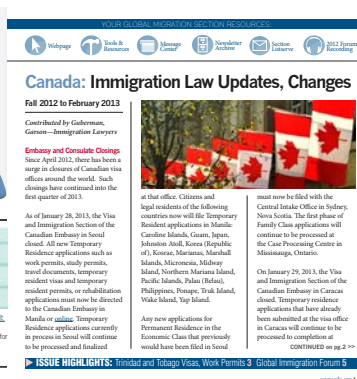 YOUR GLOBAL MIGRATION SECTION RESOURCES:
Webpage
Tools &
Resources
Message
Center
Newsletter
Archive
Section
Listserve
2012 Forum
Recording
Canada: Immigration Law Updates, Changes
Fall 2012 to February 2013
Contributed by Guberman,
Garson—Immigration Lawyers
Embassy and Consulate Closings
Since April 2012, there has been a
surge in closures of Canadian visa
offices around the world. Such
closings have continued into the
first quarter of 2013.
As of January 28, 2013, the Visa
and Immigration Section of the
Canadian Embassy in Seoul
closed. All new Temporary
Residence applications such as
work permits, study permits,
travel documents, temporary
resident visas and temporary
resident permits, or rehabilitation
applications must now be directed
to the Canadian Embassy in
Manila or online. Temporary
Residence applications currently
in process in Seoul will continue
to be processed and finalized
at that office. Citizens and
legal residents of the following
countries now will file Temporary
Resident applications in Manila:
Caroline Islands, Guam, Japan,
Johnston Atoll, Korea (Republic
of), Kosrae, Marianas, Marshall
Islands, Micronesia, Midway
Island, Northern Mariana Island,
Pacific Islands, Palau (Belau),
Philippines, Ponape, Truk Island,
Wake Island, Yap Island.
Any new applications for
Permanent Residence in the
Economic Class that previously
would have been filed in Seoul
must now be filed with the
Central Intake Office in Sydney,
Nova Scotia. The first phase of
Family Class applications will
continue to be processed at
the Case Processing Centre in
Mississauga, Ontario.
On January 29, 2013, the Visa
and Immigration Section of the
Canadian Embassy in Caracas
closed. Temporary residence
applications that have already
been submitted at the visa office
in Caracas will continue to be
processed to completion at
CONTINUED on pg.2 >>
ISSUE HIGHLIGHTS: Trinidad and Tobago Visas, Work Permits 3 Global Immigration Forum 5